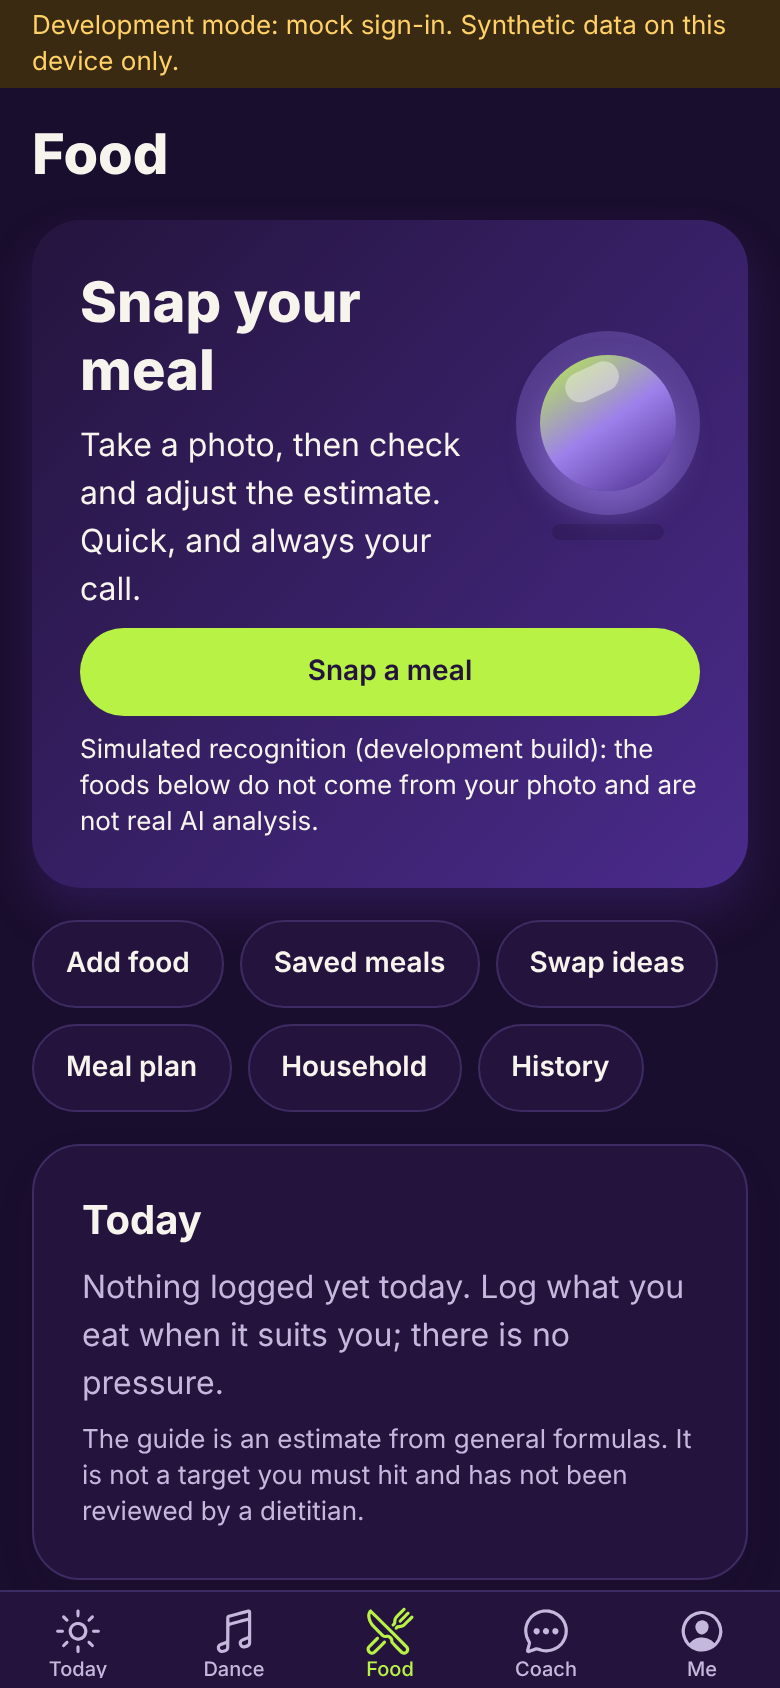 Development mode: mock sign-in. Synthetic data on this
device only.
Food
Snap your
meal
Take a photo, then check
and adjust the estimate.
Quick, and always your
call.
Snap a meal
Simulated recognition (development build): the
foods below do not come from your photo and are
not real AI analysis.
Add food
Saved meals
Swap ideas
Meal plan
Household
History
Today
Nothing logged yet today. Log what you
eat when it suits you; there is no
pressure.
The guide is an estimate from general formulas. It
is not a target you must hit and has not been
reviewed by a dietitian.
Today
Dance
Food
Coach
Me